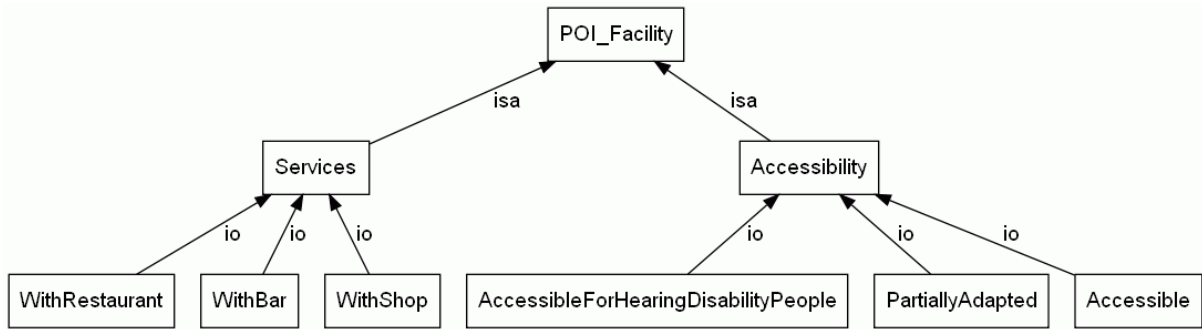 POI_Facility
isa
isa
Services
Accessibility
io
io
io
io
io
io
WithRestaurant
WithBar
WithShop
AccessibleForHearingDisabilityPeople
PartiallyAdapted
Accessible